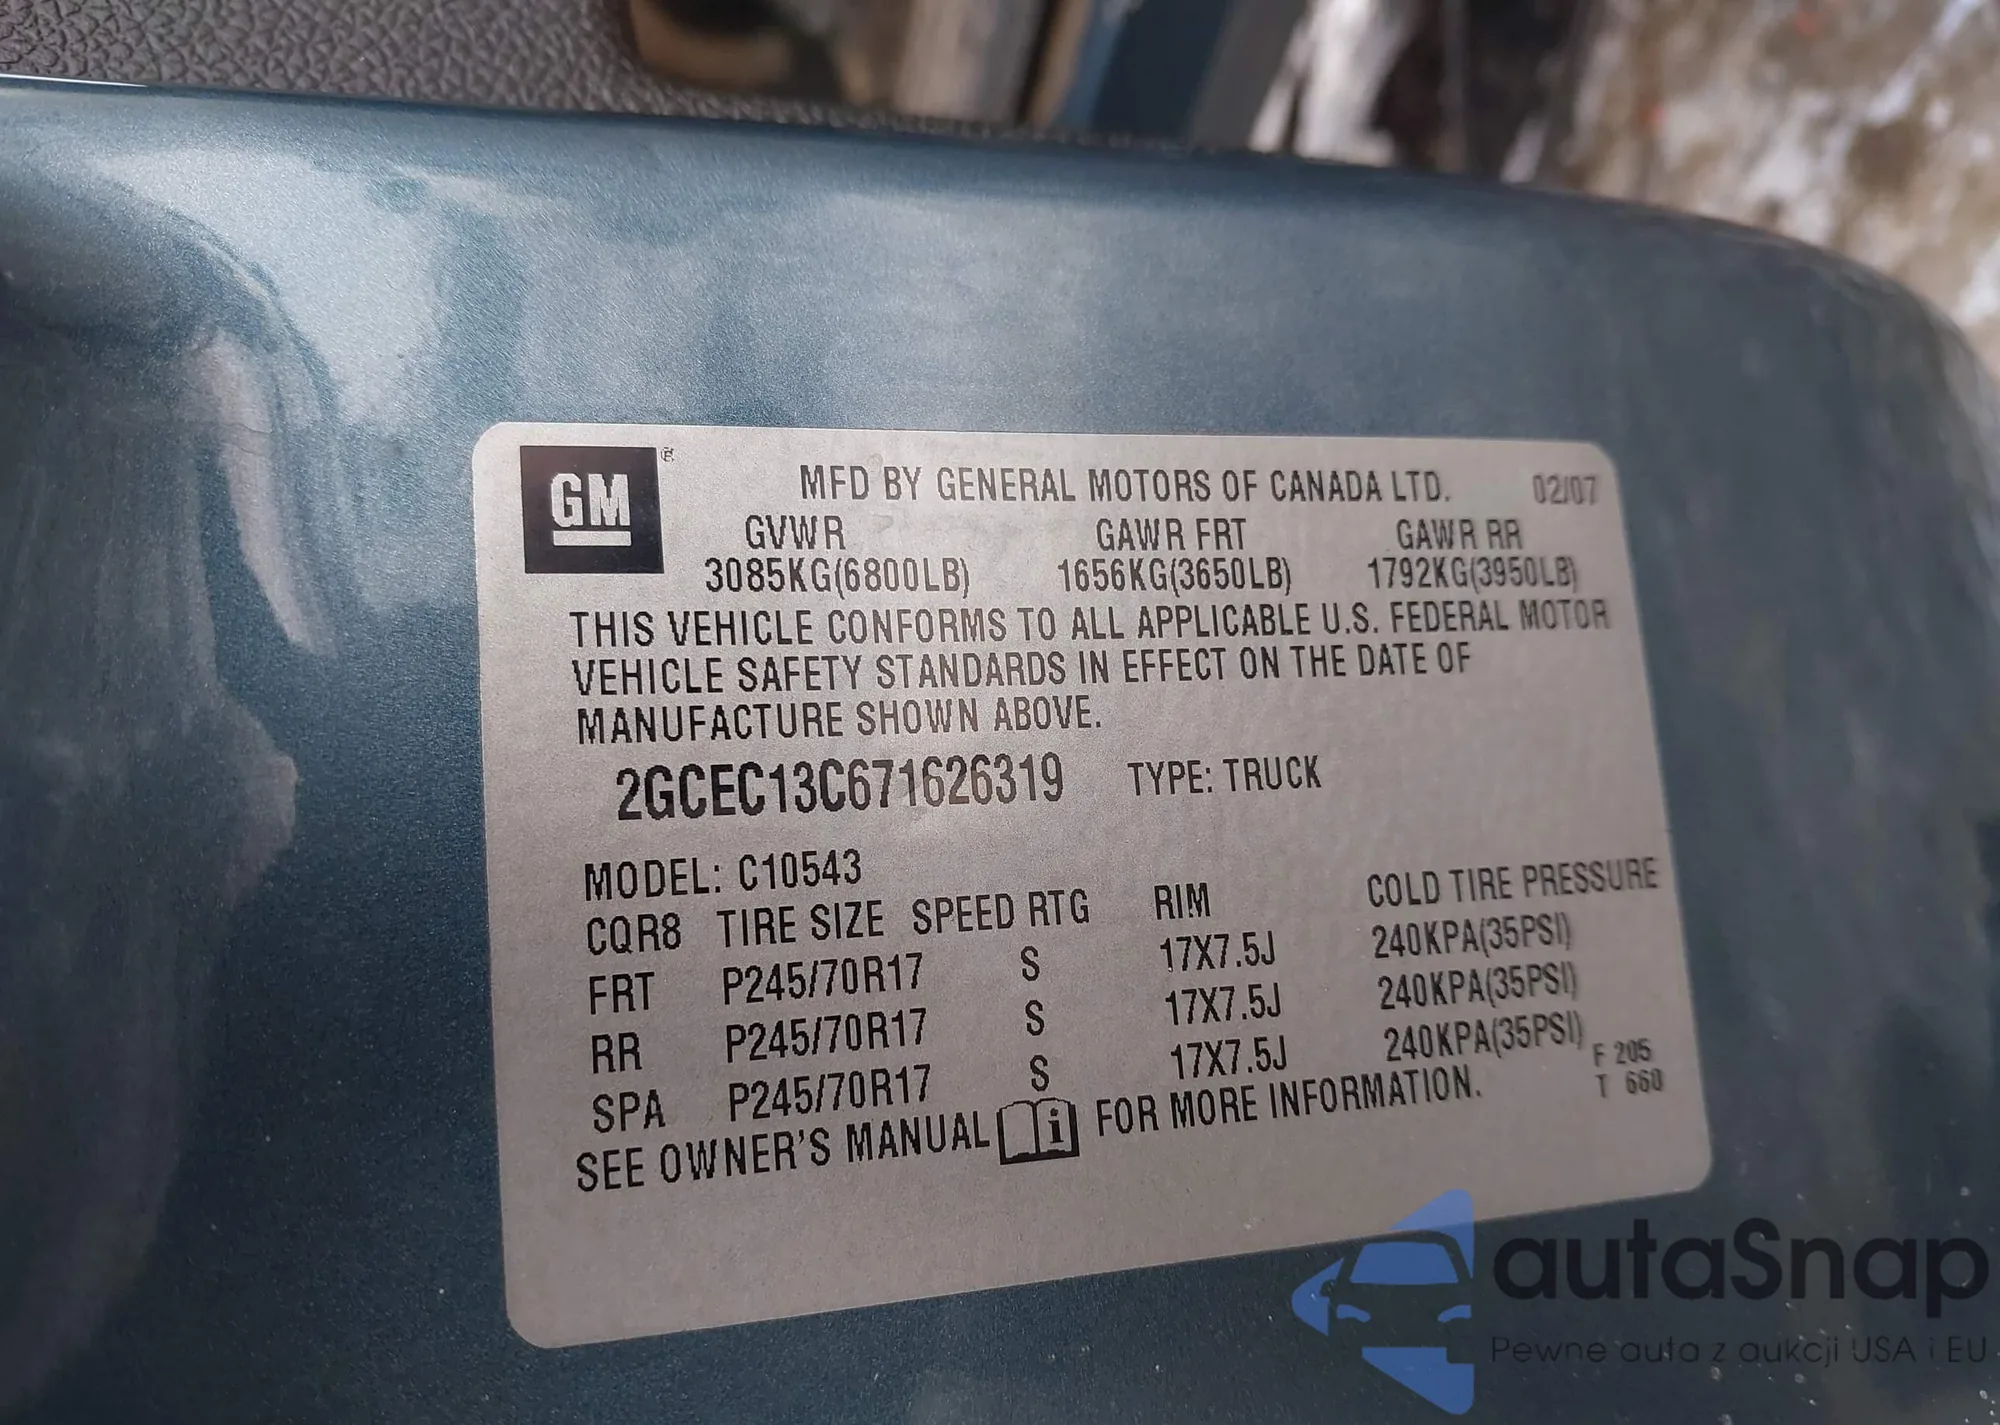 GM®
MFD BY GENERAL MOTORS OF CANADA LTD. 02/07
GVWR GAWR FRT GAWR RR
3085KG(6800LB) 1656KG(3650LB) 1792KG(3950LB)
THIS VEHICLE CONFORMS TO ALL APPLICABLE U.S. FEDERAL MOTOR
VEHICLE SAFETY STANDARDS IN EFFECT ON THE DATE OF
MANUFACTURE SHOWN ABOVE.
2GCEC13C671626319 TYPE: TRUCK
MODEL: C10543
CQR8 TIRE SIZE SPEED RTG RIM COLD TIRE PRESSURE
FRT P245/70R17 S 17X7.5J 240KPA(35PSI)
RR P245/70R17 S 17X7.5J 240KPA(35PSI)
SPA P245/70R17 S 17X7.5J 240KPA(35PSI)
F 205
T 660
SEE OWNER'S MANUAL i FOR MORE INFORMATION.
autaSnap
Pewne auta z aukcji USA i EU